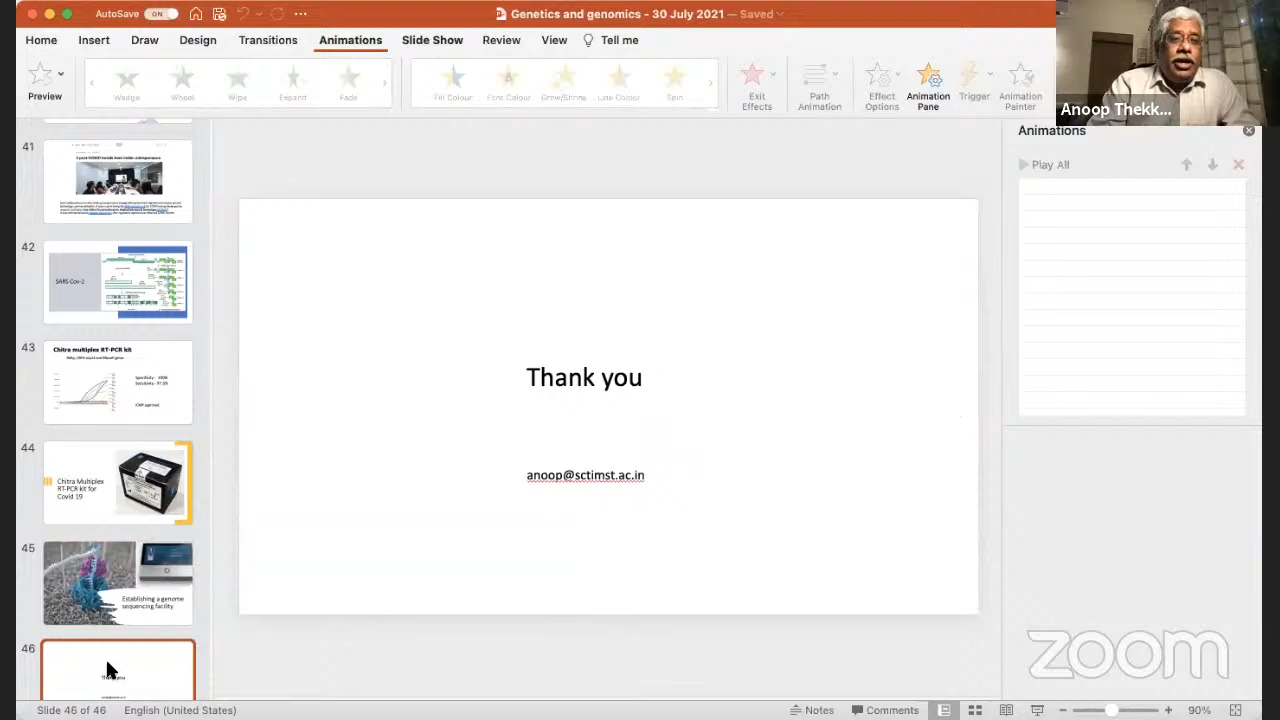 AutoSave ON
Genetics and genomics - 30 July 2021 — Saved
Home Insert Draw Design Transitions Animations Slide Show Review View Tell me
Preview
Wedge Wheel Wipe Expand Fade
Fill Colour Font Colour Grow/Shrink Line Colour Spin
Exit Effects
Path Animation
Effect Options
Animation Pane
Trigger
Animation Painter
Anoop Thekk...
Animations
Play All
41
42
SARS Cov-2
43
Chitra multiplex RT-PCR kit
44
Chitra Multiplex
RT-PCR kit for
Covid 19
45
Establishing a genome
sequencing facility
46
Thank you
anoop@sctimst.ac.in
zoom
Slide 46 of 46 English (United States) Notes Comments 90%